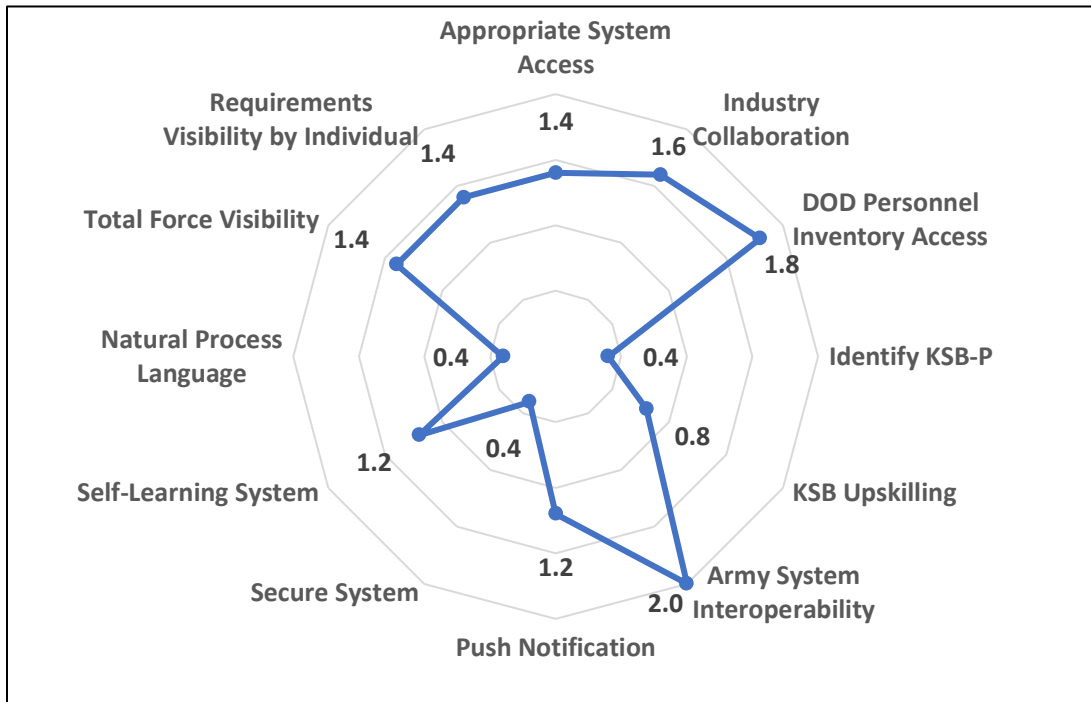 Appropriate System
Access
Requirements
Visibility by Individual
Industry
Collaboration
1.4
1.4
1.6
Total Force Visibility
1.4
DOD Personnel
Inventory Access
1.8
Natural Process
Language
0.4
0.4
Identify KSB-P
0.4
0.8
1.2
Self-Learning System
KSB Upskilling
Secure System
1.2
2.0
Army System
Interoperability
Push Notification